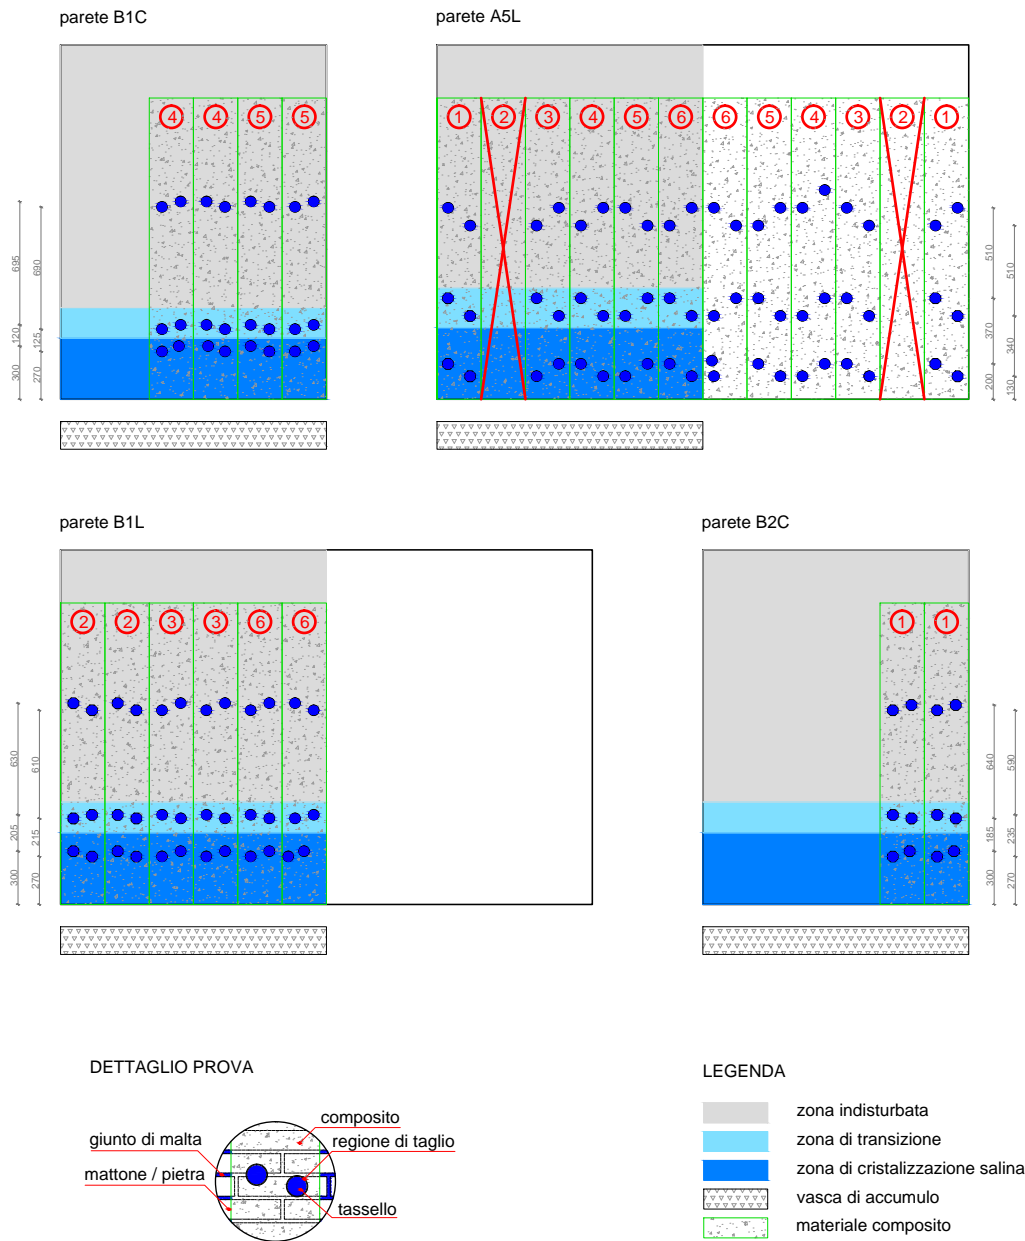 parete B1C
parete A5L
4 4 5 5
1 2 3 4 5 6 6 5 4 3 2 1
695
690
120
125
300
270
510
510
370
340
200
130
parete B1L
parete B2C
2 2 3 3 6 6
1 1
630
610
205
215
300
270
640
590
185
235
300
270
DETTAGLIO PROVA
composito
giunto di malta
regione di taglio
mattone / pietra
tassello
LEGENDA
zona indisturbata
zona di transizione
zona di cristalizzazione salina
vasca di accumulo
materiale composito